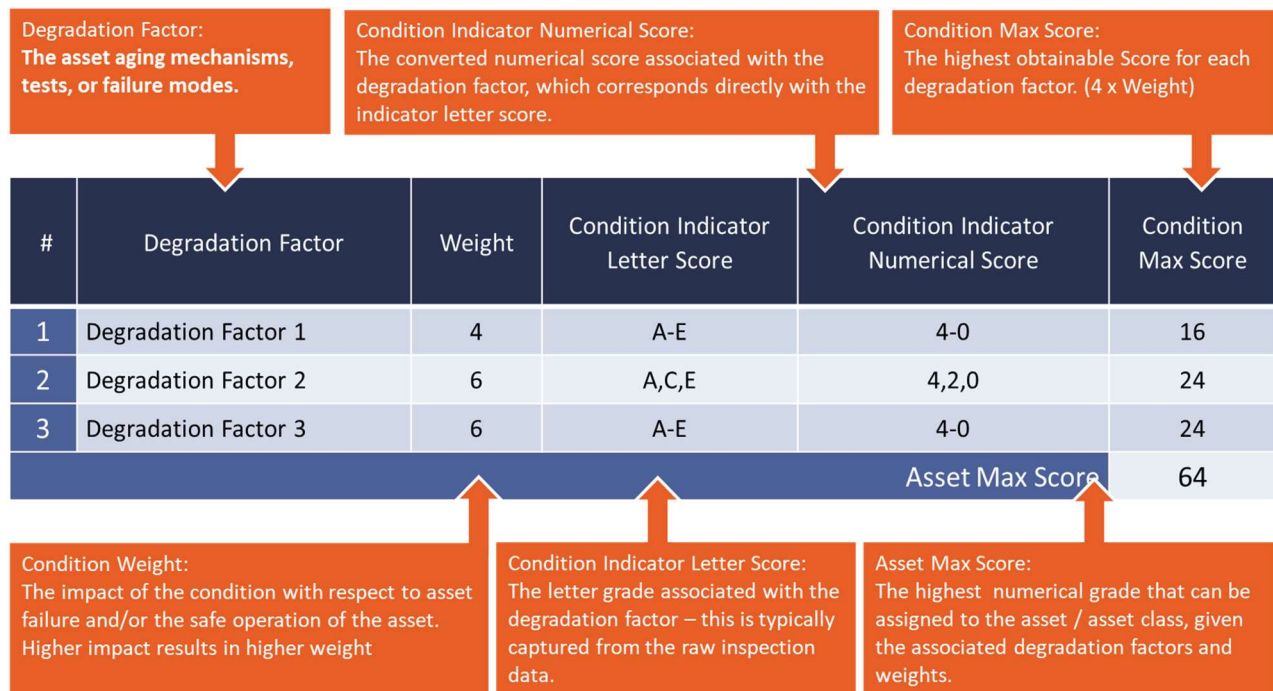 Degradation Factor:
The asset aging mechanisms,
tests, or failure modes.
Condition Indicator Numerical Score:
The converted numerical score associated with the
degradation factor, which corresponds directly with the
indicator letter score.
Condition Max Score:
The highest obtainable Score for each
degradation factor. (4 x Weight)
# Degradation Factor Weight Condition Indicator Letter Score Condition Indicator Numerical Score Condition Max Score
1 Degradation Factor 1 4 A-E 4-0 16
2 Degradation Factor 2 6 A,C,E 4,2,0 24
3 Degradation Factor 3 6 A-E 4-0 24
Asset Max Score 64
Condition Weight:
The impact of the condition with respect to asset
failure and/or the safe operation of the asset.
Higher impact results in higher weight
Condition Indicator Letter Score:
The letter grade associated with the
degradation factor – this is typically
captured from the raw inspection
data.
Asset Max Score:
The highest numerical grade that can be
assigned to the asset / asset class, given
the associated degradation factors and
weights.